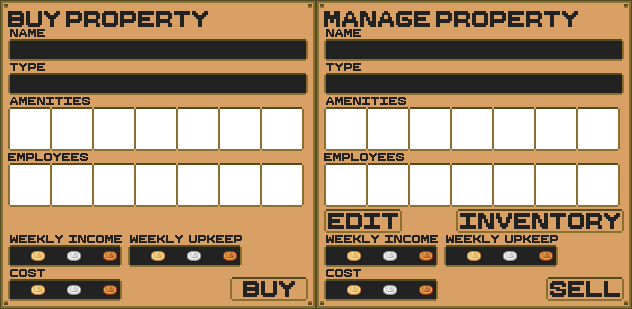 BUY PROPERTY
NAME
TYPE
AMENITIES
EMPLOYEES
WEEKLY INCOME WEEKLY UPKEEP
COST
BUY
MANAGE PROPERTY
NAME
TYPE
AMENITIES
EMPLOYEES
EDIT INVENTORY
WEEKLY INCOME WEEKLY UPKEEP
COST
SELL